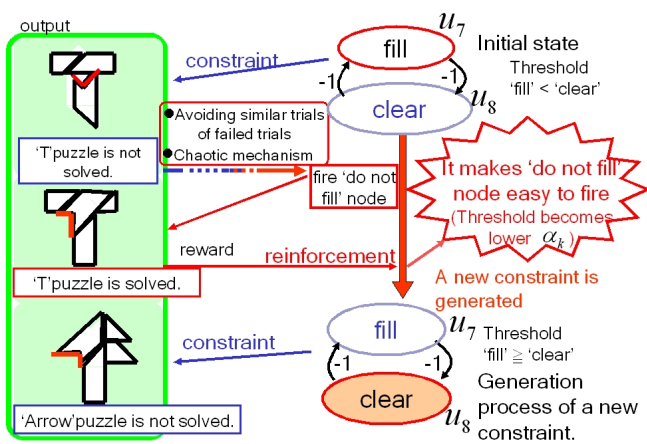 output
u7
fill
Initial state
constraint
Threshold
'fill' < 'clear'
-1
-1
clear
u8
Avoiding similar trials
of failed trials
Chaotic mechanism
'T'puzzle is not
solved.
fire 'do not
fill' node
It makes 'do not fill'
node easy to fire
(Threshold becomes
lower αk)
reward
reinforcement
'T'puzzle is solved.
A new constraint is
generated
fill
u7
Threshold
'fill' ≧ 'clear'
constraint
-1
-1
clear
u8
Generation
process of a new
constraint.
'Arrow'puzzle is not solved.